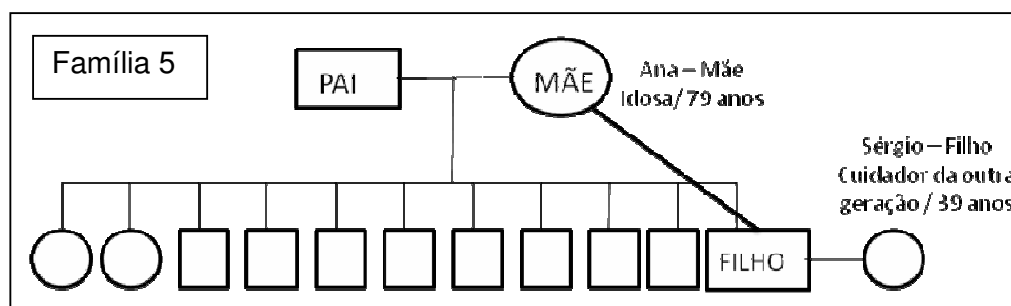 Família 5
PAI
MÃE
Ana – Mãe
Idosa/ 79 anos
Sérgio – Filho
Cuidador da outra
geração / 39 anos
FILHO